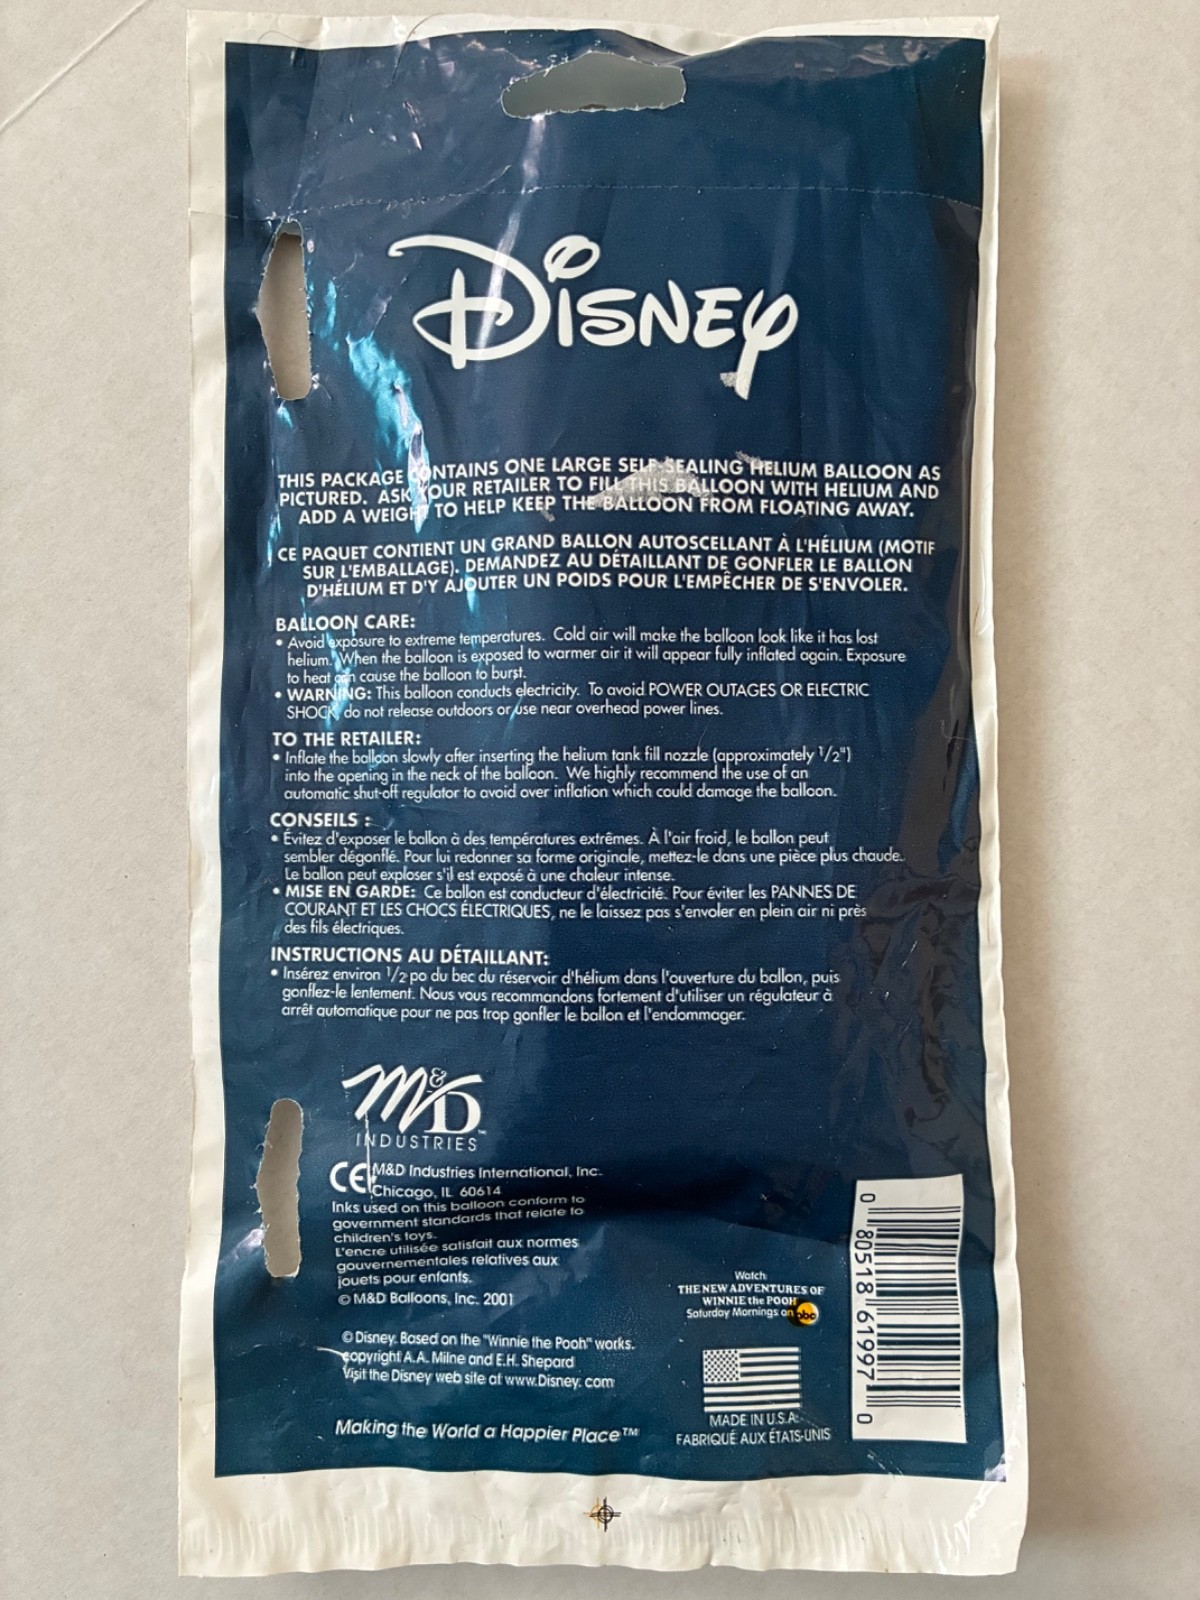 DISNEY
THIS PACKAGE CONTAINS ONE LARGE SELF-SEALING HELIUM BALLOON AS
PICTURED. ASK YOUR RETAILER TO FILL THIS BALLOON WITH HELIUM AND
ADD A WEIGHT TO HELP KEEP THE BALLOON FROM FLOATING AWAY.
CE PAQUET CONTIENT UN GRAND BALLON AUTOSCELLANT À L'HÉLIUM (MOTIF
SUR L'EMBALLAGE). DEMANDEZ AU DÉTAILLANT DE GONFLER LE BALLON
D'HÉLIUM ET D'Y AJOUTER UN POIDS POUR L'EMPÊCHER DE S'ENVOLER.
BALLOON CARE:
• Avoid exposure to extreme temperatures. Cold air will make the balloon look like it has lost
helium. When the balloon is exposed to warmer air it will appear fully inflated again. Exposure
to heat can cause the balloon to burst.
• WARNING: This balloon conducts electricity. To avoid POWER OUTAGES OR ELECTRIC
SHOCK, do not release outdoors or use near overhead power lines.
TO THE RETAILER:
• Inflate the balloon slowly after inserting the helium tank fill nozzle (approximately 1/2")
into the opening in the neck of the balloon. We highly recommend the use of an
automatic shut-off regulator to avoid over inflation which could damage the balloon.
CONSEILS :
• Évitez d'exposer le ballon à des températures extrêmes. À l'air froid, le ballon peut
sembler dégonflé. Pour lui redonner sa forme originale, mettez-le dans une pièce plus chaude.
Le ballon peut exploser s'il est exposé à une chaleur intense.
• MISE EN GARDE: Ce ballon est conducteur d'électricité. Pour éviter les PANNES DE
COURANT ET LES CHOCS ÉLECTRIQUES, ne le laissez pas s'envoler en plein air ni près
des fils électriques.
INSTRUCTIONS AU DÉTAILLANT:
• Insérez environ 1/2 po du bec du réservoir d'hélium dans l'ouverture du ballon, puis
gonflez-le lentement. Nous vous recommandons fortement d'utiliser un régulateur à
arrêt automatique pour ne pas trop gonfler le ballon et l'endommager.
M&D
INDUSTRIES™
CE M&D Industries International, Inc.
Chicago, IL 60614
Inks used on this balloon conform to
government standards that relate to
children's toys.
L'encre utilisée satisfait aux normes
gouvernementales relatives aux
jouets pour enfants.
© M&D Balloons, Inc. 2001
© Disney. Based on the "Winnie the Pooh" works.
copyright A.A. Milne and E.H. Shepard
Visit the Disney web site at www.Disney.com
Making the World a Happier Place™
Watch
THE NEW ADVENTURES OF
WINNIE the POOH
Saturday Mornings on abc
MADE IN U.S.A.
FABRIQUÉ AUX ÉTATS-UNIS
0 80518 61997 0